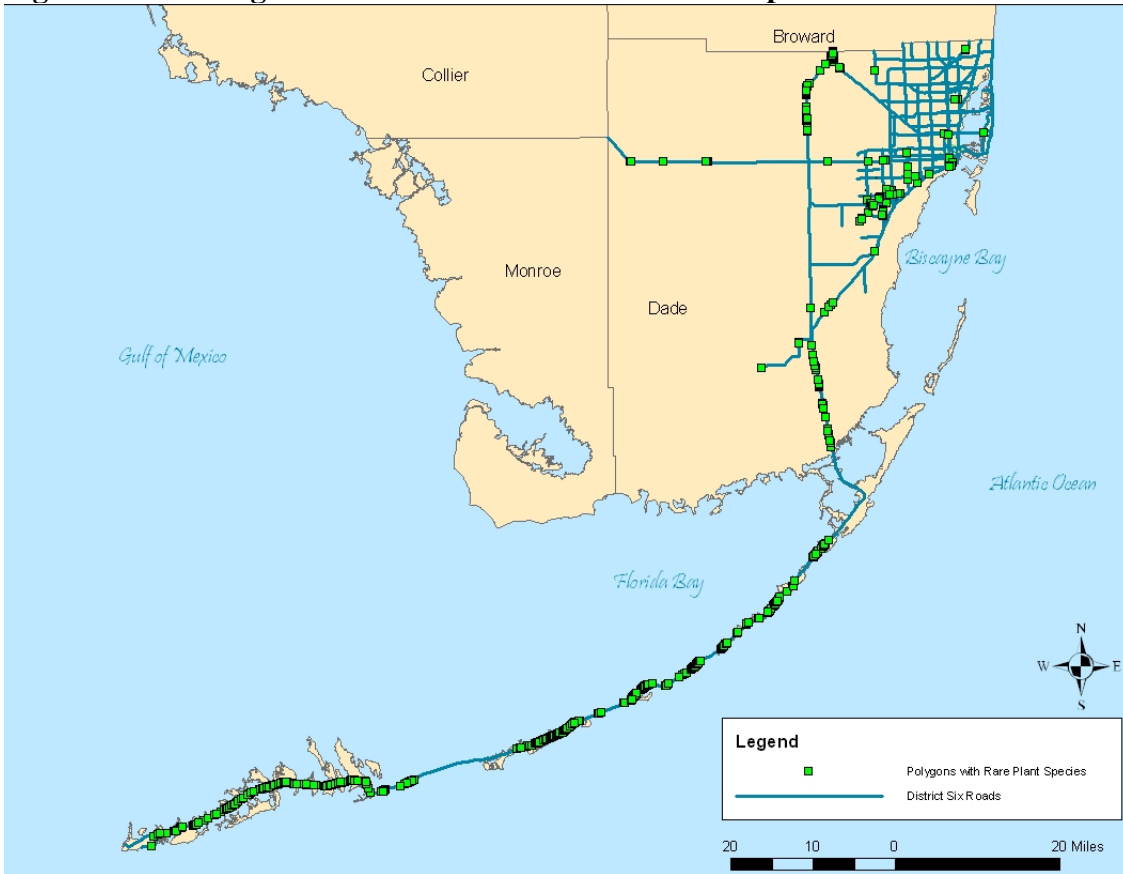 Broward
Collier
Monroe
Dade
Biscayne Bay
Gulf of Mexico
Atlantic Ocean
Florida Bay
N
W E
S
Legend
Polygons with Rare Plant Species
District Six Roads
20 10 0 20 Miles